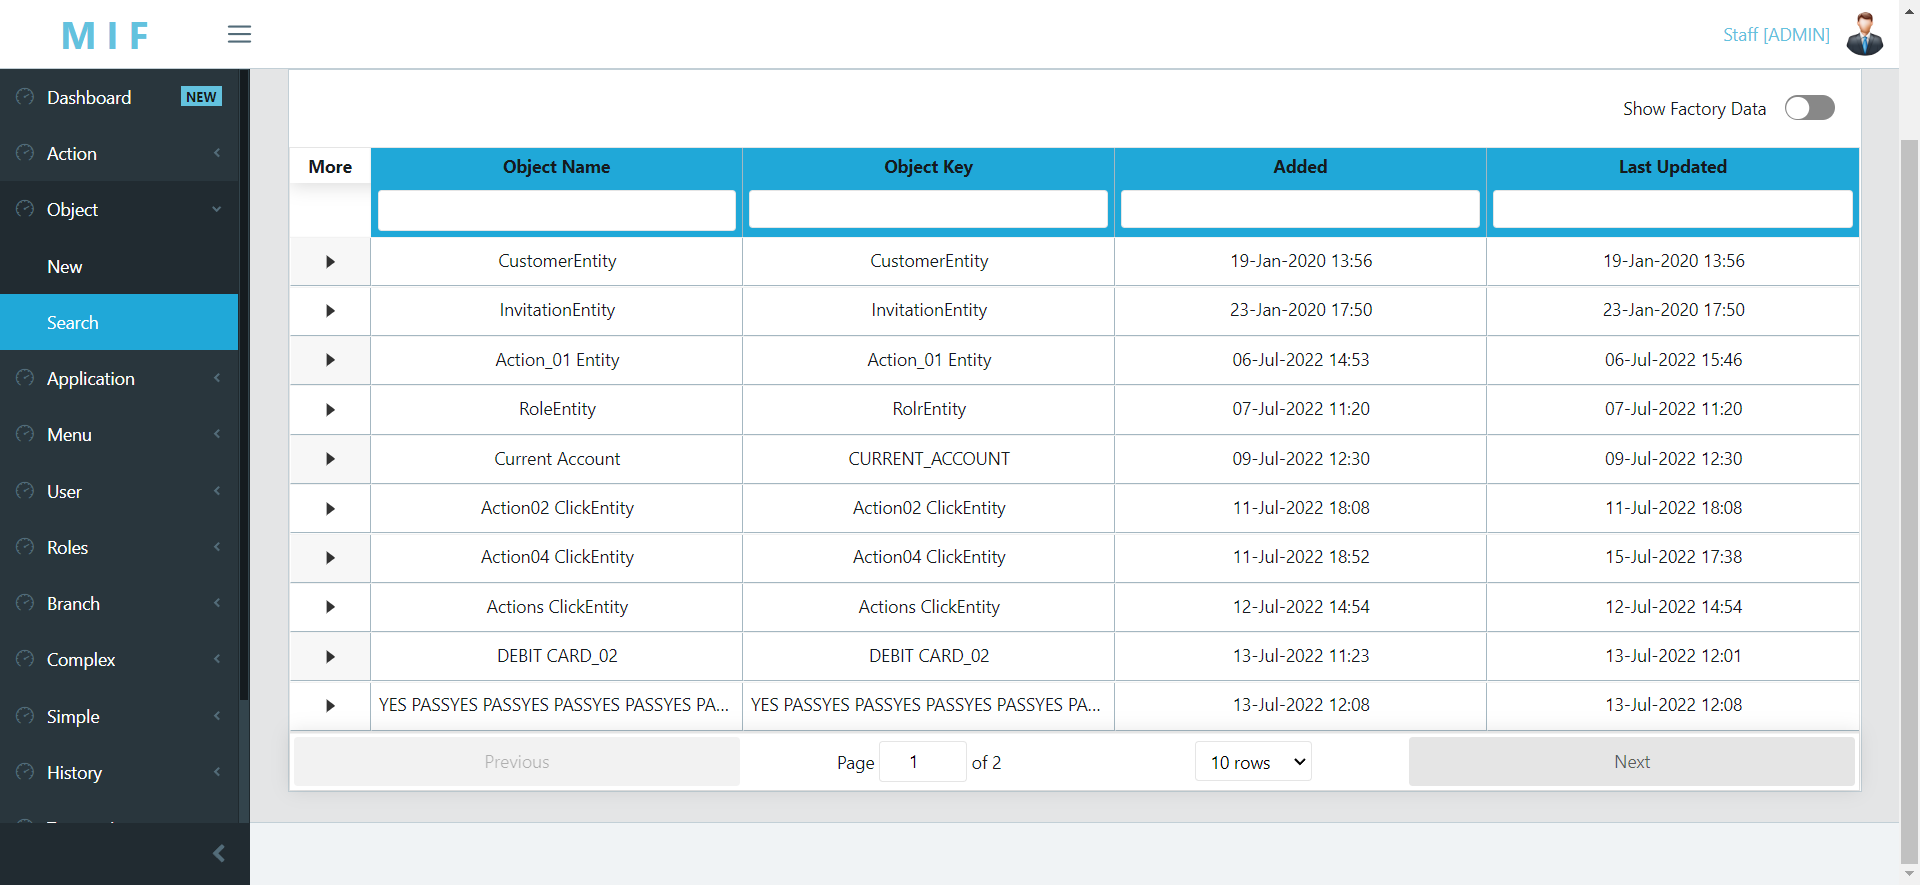 MIF
Staff [ADMIN]
Dashboard NEW
Action
Object
New
Search
Application
Menu
User
Roles
Branch
Complex
Simple
History
Show Factory Data
More Object Name Object Key Added Last Updated
CustomerEntity CustomerEntity 19-Jan-2020 13:56 19-Jan-2020 13:56
InvitationEntity InvitationEntity 23-Jan-2020 17:50 23-Jan-2020 17:50
Action_01 Entity Action_01 Entity 06-Jul-2022 14:53 06-Jul-2022 15:46
RoleEntity RolrEntity 07-Jul-2022 11:20 07-Jul-2022 11:20
Current Account CURRENT_ACCOUNT 09-Jul-2022 12:30 09-Jul-2022 12:30
Action02 ClickEntity Action02 ClickEntity 11-Jul-2022 18:08 11-Jul-2022 18:08
Action04 ClickEntity Action04 ClickEntity 11-Jul-2022 18:52 15-Jul-2022 17:38
Actions ClickEntity Actions ClickEntity 12-Jul-2022 14:54 12-Jul-2022 14:54
DEBIT CARD_02 DEBIT CARD_02 13-Jul-2022 11:23 13-Jul-2022 12:01
YES PASSYES PASSYES PASSYES PASSYES PA... YES PASSYES PASSYES PASSYES PASSYES PA... 13-Jul-2022 12:08 13-Jul-2022 12:08
Previous Page 1 of 2 10 rows Next